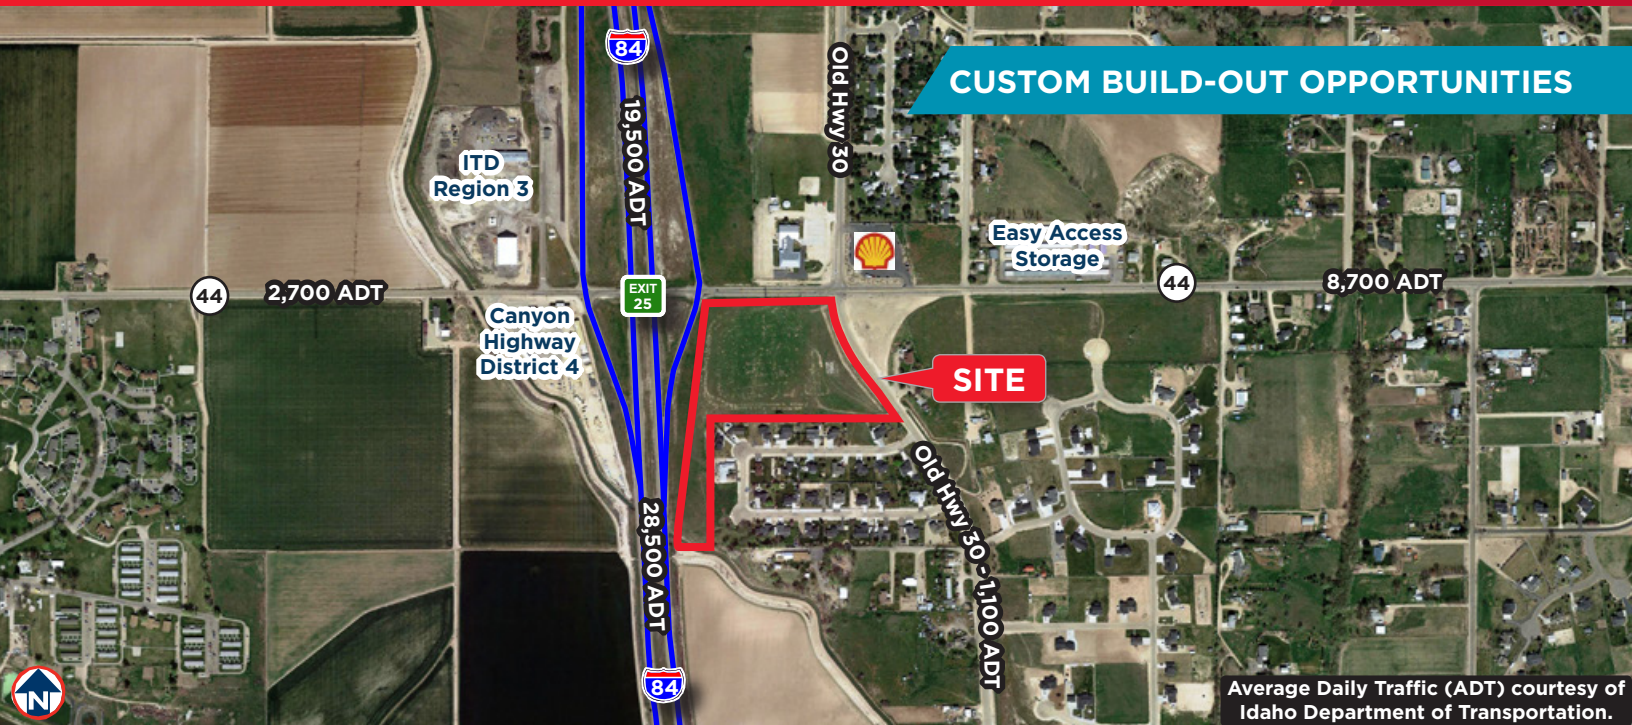 84
CUSTOM BUILD-OUT OPPORTUNITIES
Old Hwy 30
19,500 ADT
ITD
Region 3
Easy Access
Storage
44
2,700 ADT
EXIT
25
44
8,700 ADT
Canyon
Highway
District 4
SITE
Old Hwy 30 - 1,100 ADT
28,500 ADT
84
N
Average Daily Traffic (ADT) courtesy of
Idaho Department of Transportation.